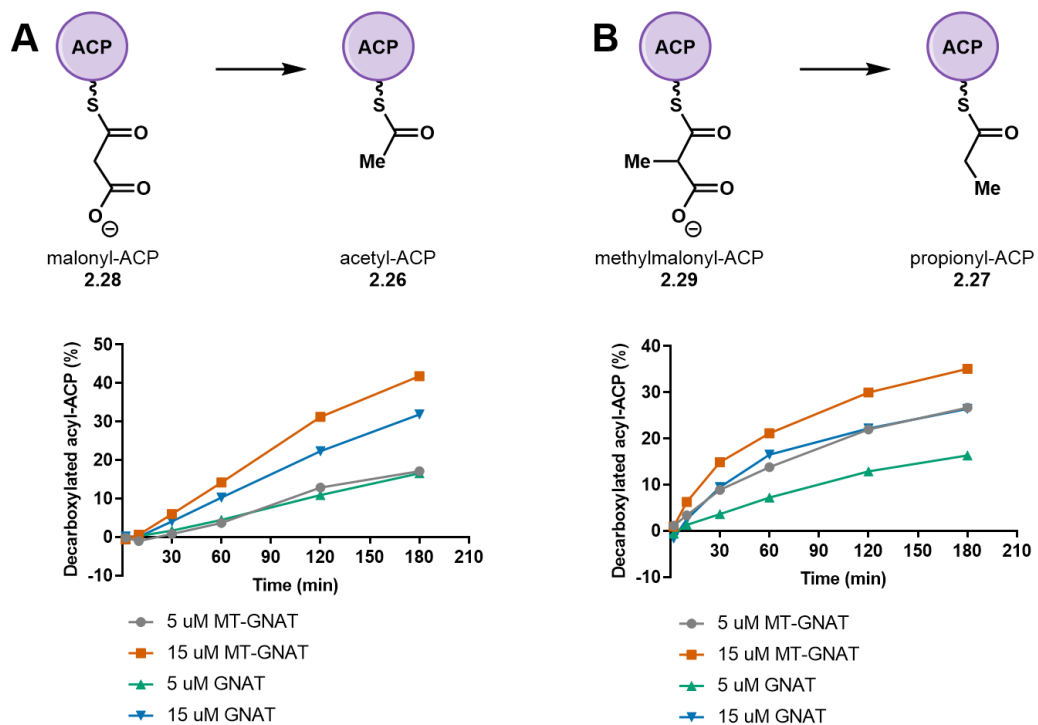 A
ACP
S
O
O
O
⊖
malonyl-ACP
2.28
ACP
S
O
Me
acetyl-ACP
2.26
B
ACP
S
O
Me
O
O
⊖
methylmalonyl-ACP
2.29
ACP
S
O
Me
propionyl-ACP
2.27
Decarboxylated acyl-ACP (%)
50
40
30
20
10
0
-10
30 60 90 120 150 180 210
Time (min)
5 uM MT-GNAT
15 uM MT-GNAT
5 uM GNAT
15 uM GNAT
Decarboxylated acyl-ACP (%)
40
30
20
10
0
-10
30 60 90 120 150 180 210
Time (min)
5 uM MT-GNAT
15 uM MT-GNAT
5 uM GNAT
15 uM GNAT